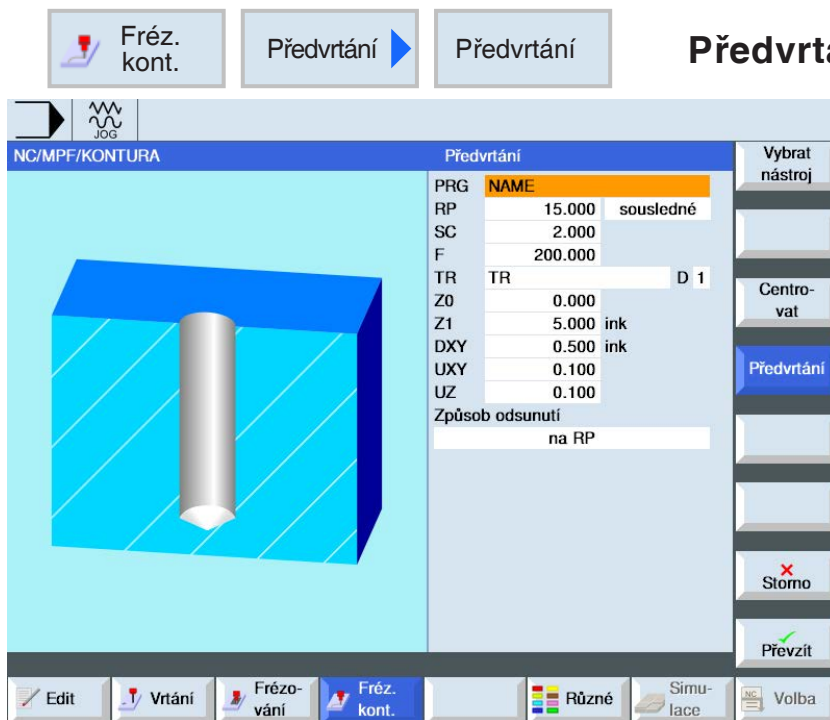 Fréz.
kont.
Předvrtání
Předvrtání
Předvrtá
JOG
NC/MPF/KONTURA
Předvrtání
PRG NAME
RP 15.000 sousledné
SC 2.000
F 200.000
TR TR D 1
Z0 0.000
Z1 5.000 ink
DXY 0.500 ink
UXY 0.100
UZ 0.100
Způsob odsunutí
na RP
Vybrat
nástroj
Centro-
vat
Předvrtání
Storno
Převzít
Edit
Vrtání
Frézo-
vání
Fréz.
kont.
Různé
Simu-
lace
NC
Volba